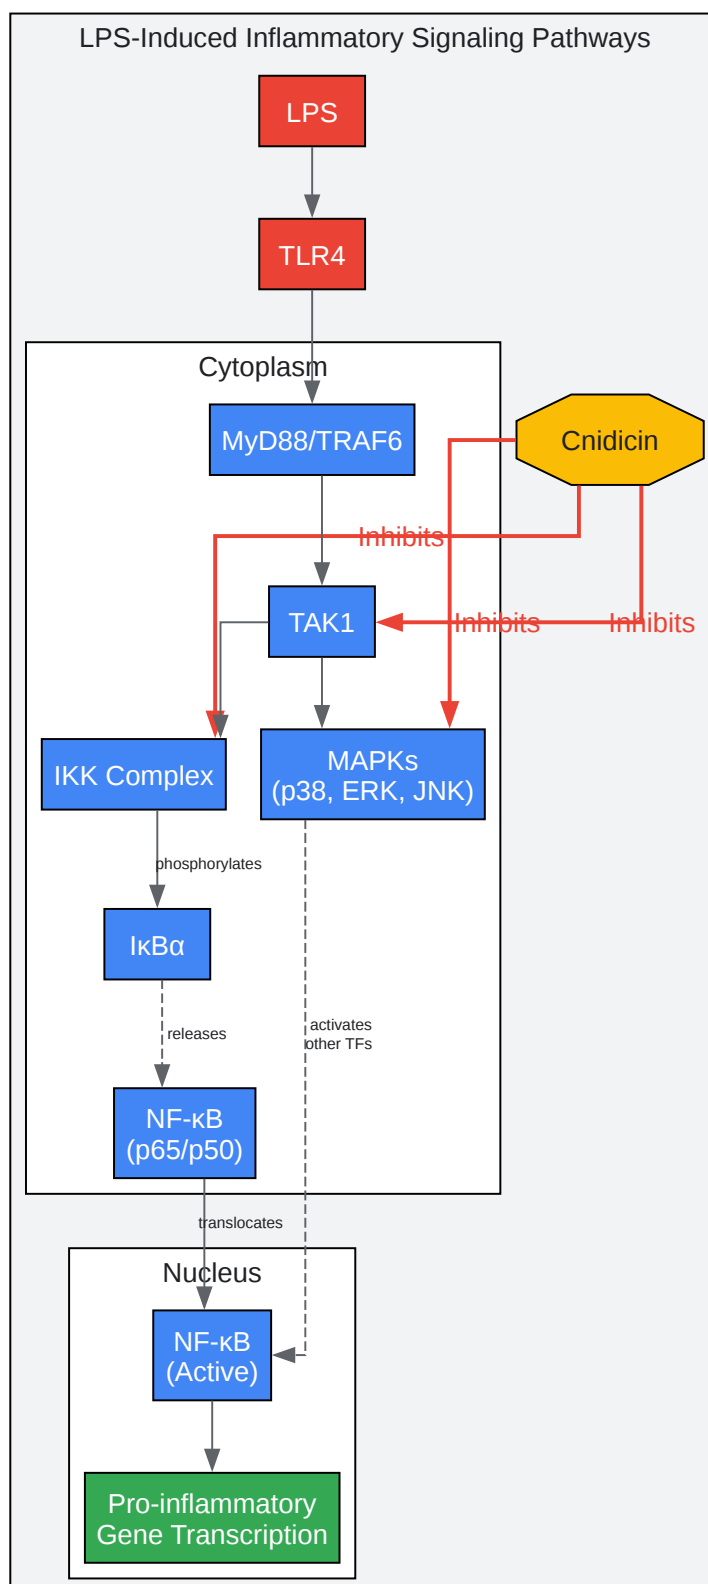 LPS-Induced Inflammatory Signaling Pathways
LPS
TLR4
Cytoplasm
MyD88/TRAF6
Cnidicin
Inhibits
TAK1
Inhibits
Inhibits
IKK Complex
MAPKs
(p38, ERK, JNK)
phosphorylates
IκBα
releases
activates
other TFs
NF-κB
(p65/p50)
translocates
Nucleus
NF-κB
(Active)
Pro-inflammatory
Gene Transcription